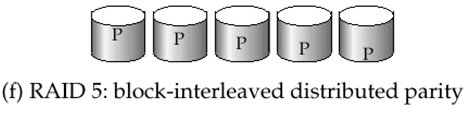 P P P P P
(f) RAID 5: block-interleaved distributed parity